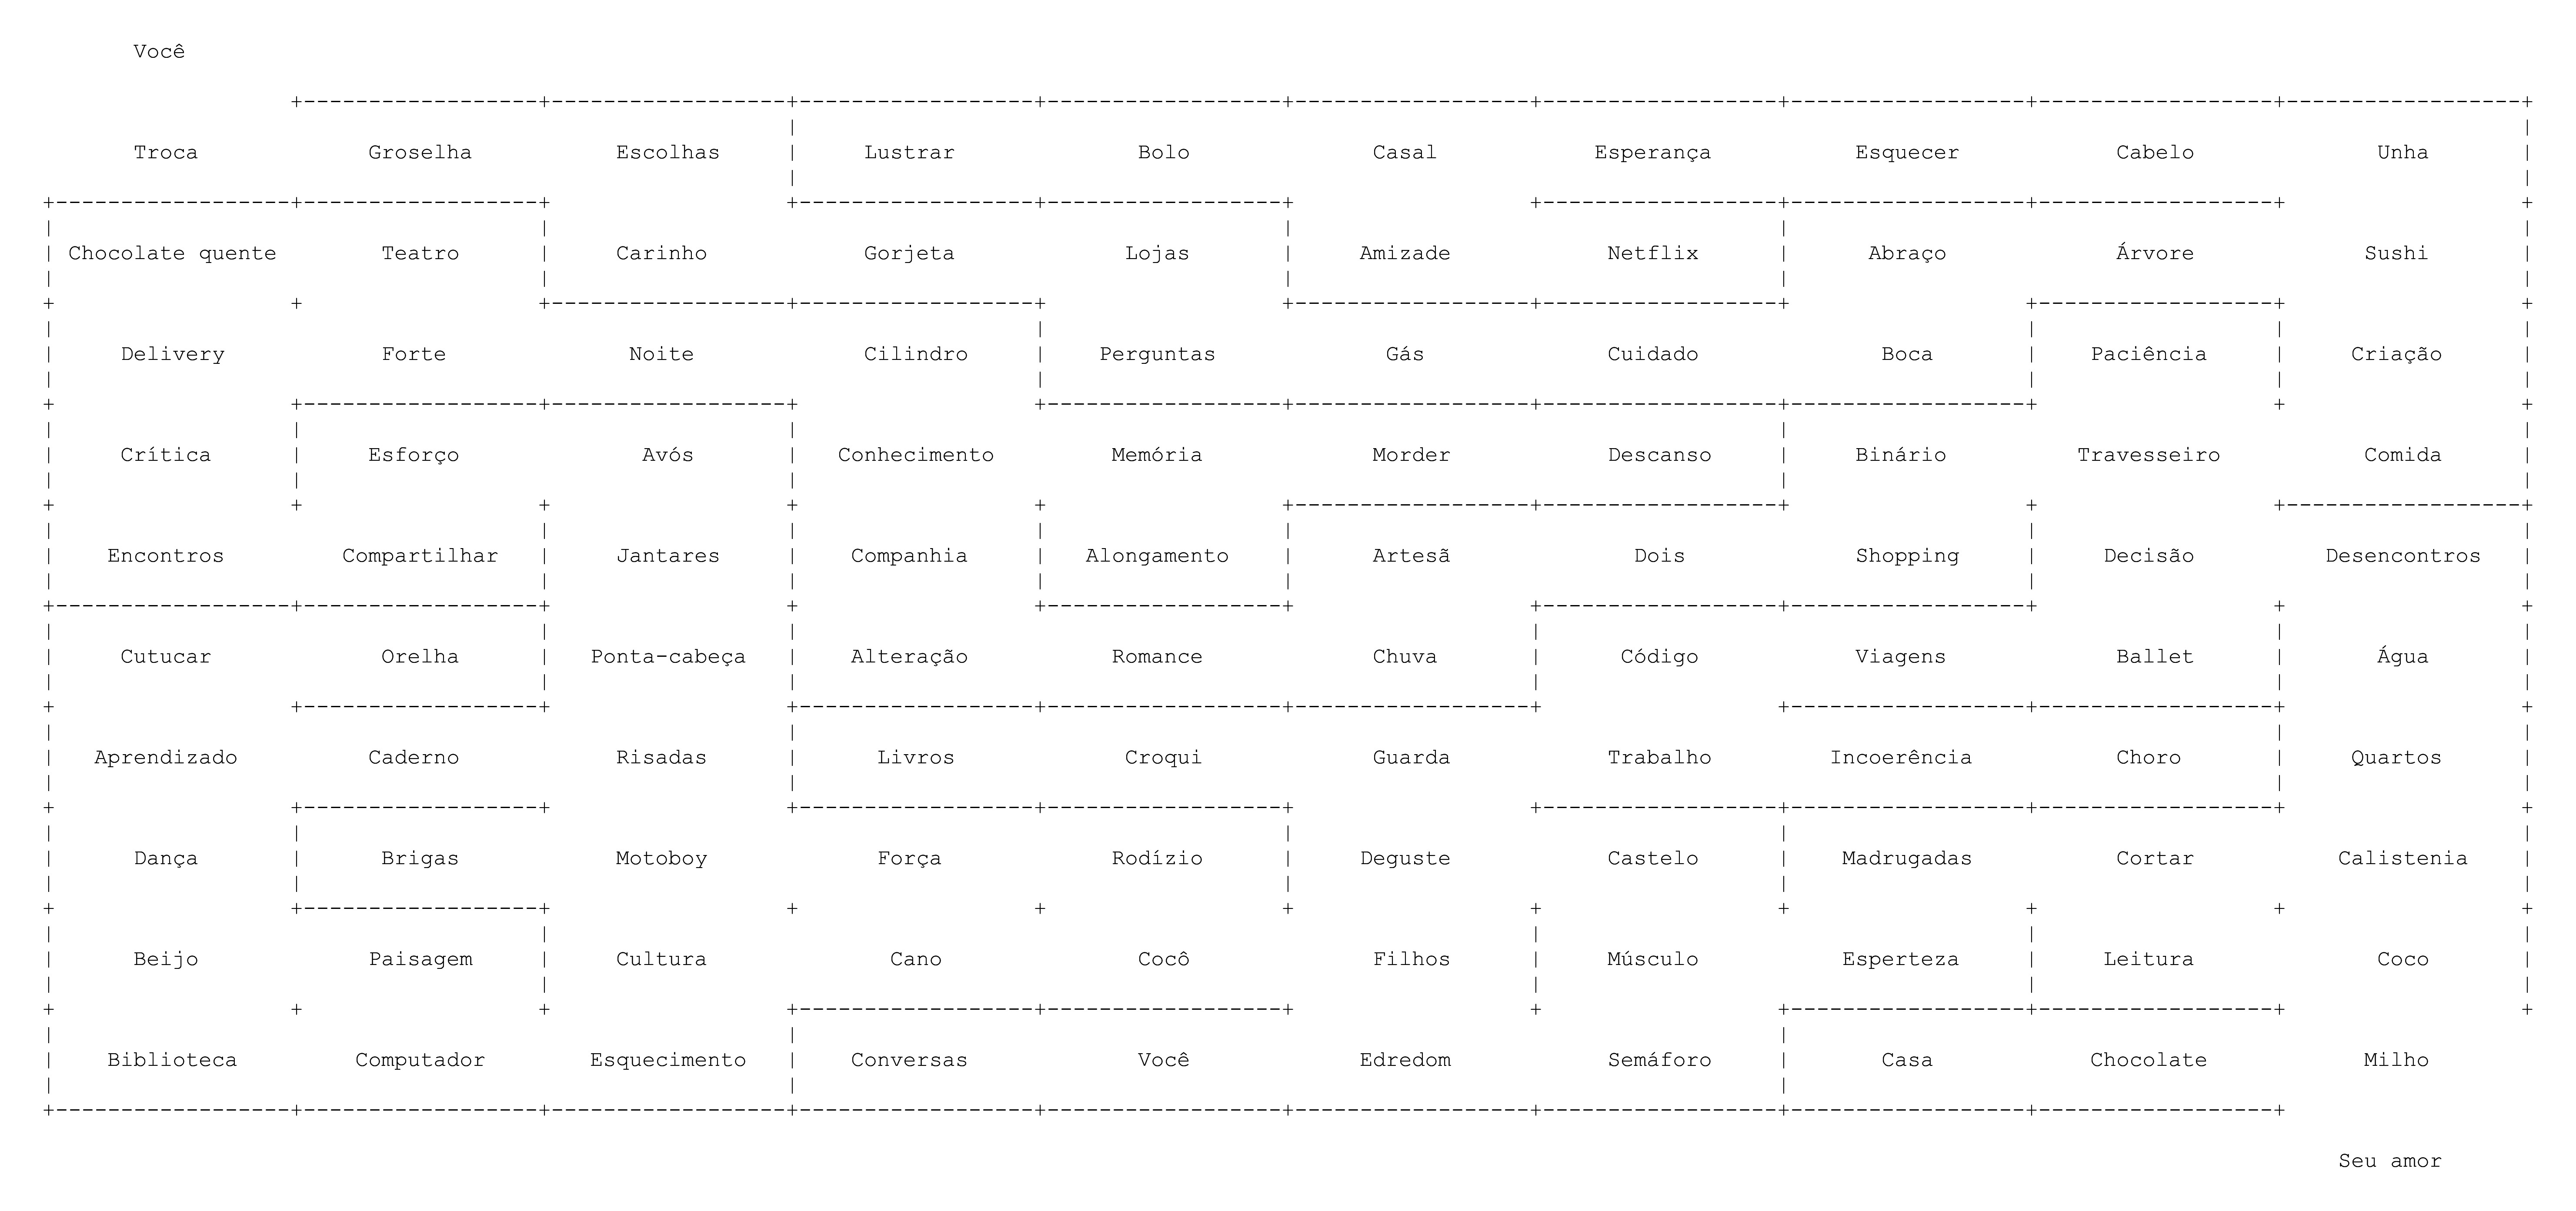 Você
Troca Groselha Escolhas Lustrar Bolo Casal Esperança Esquecer Cabelo Unha
Chocolate quente Teatro Carinho Gorjeta Lojas Amizade Netflix Abraço Árvore Sushi
Delivery Forte Noite Cilindro Perguntas Gás Cuidado Boca Paciência Criação
Crítica Esforço Avós Conhecimento Memória Morder Descanso Binário Travesseiro Comida
Encontros Compartilhar Jantares Companhia Alongamento Artesã Dois Shopping Decisão Desencontros
Cutucar Orelha Ponta-cabeça Alteração Romance Chuva Código Viagens Ballet Água
Aprendizado Caderno Risadas Livros Croqui Guarda Trabalho Incoerência Choro Quartos
Dança Brigas Motoboy Força Rodízio Deguste Castelo Madrugadas Cortar Calistenia
Beijo Paisagem Cultura Cano Cocô Filhos Músculo Esperteza Leitura Coco
Biblioteca Computador Esquecimento Conversas Você Edredom Semáforo Casa Chocolate Milho
Seu amor